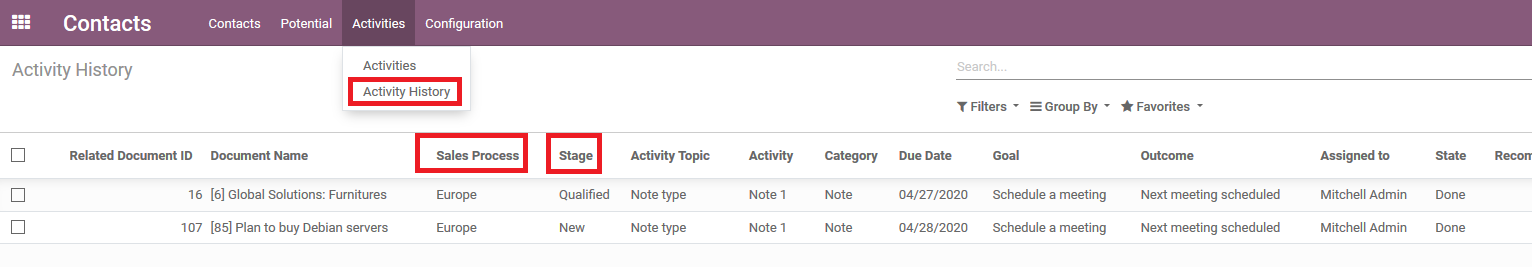 Contacts Contacts Potential Activities Configuration
Activity History
Activities
Activity History
Search...
Filters Group By Favorites
Related Document ID Document Name Sales Process Stage Activity Topic Activity Category Due Date Goal Outcome Assigned to State Recom
16 [6] Global Solutions: Furnitures Europe Qualified Note type Note 1 Note 04/27/2020 Schedule a meeting Next meeting scheduled Mitchell Admin Done
107 [85] Plan to buy Debian servers Europe New Note type Note 1 Note 04/28/2020 Schedule a meeting Next meeting scheduled Mitchell Admin Done